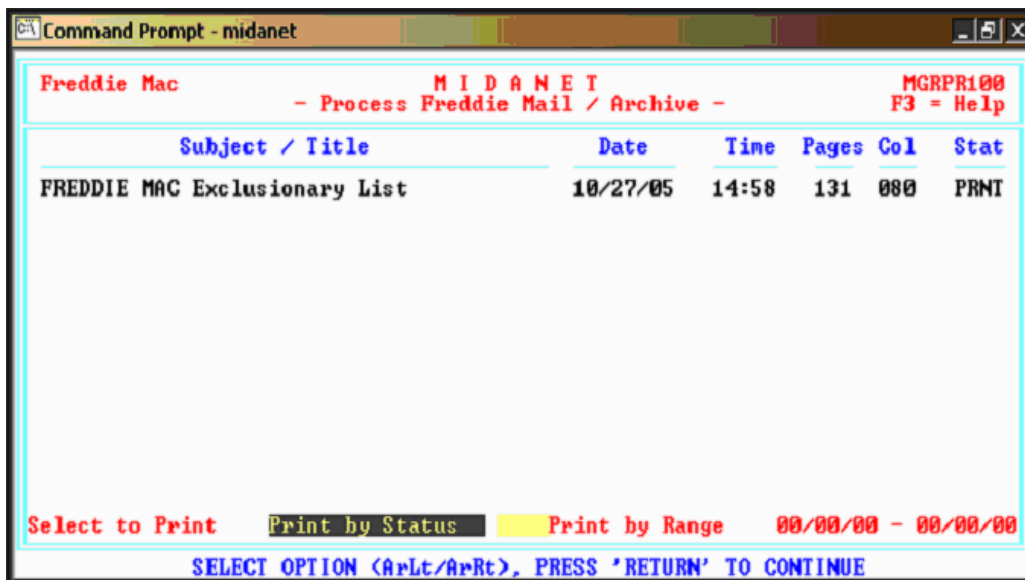 Command Prompt - midanet
Freddie Mac M I D A N E T MGRPR100
- Process Freddie Mail / Archive - F3 = Help
Subject / Title Date Time Pages Col Stat
FREDDIE MAC Exclusionary List 10/27/05 14:58 131 080 PRNT
Select to Print Print by Status Print by Range 00/00/00 - 00/00/00
SELECT OPTION (ArLt/ArRt), PRESS 'RETURN' TO CONTINUE